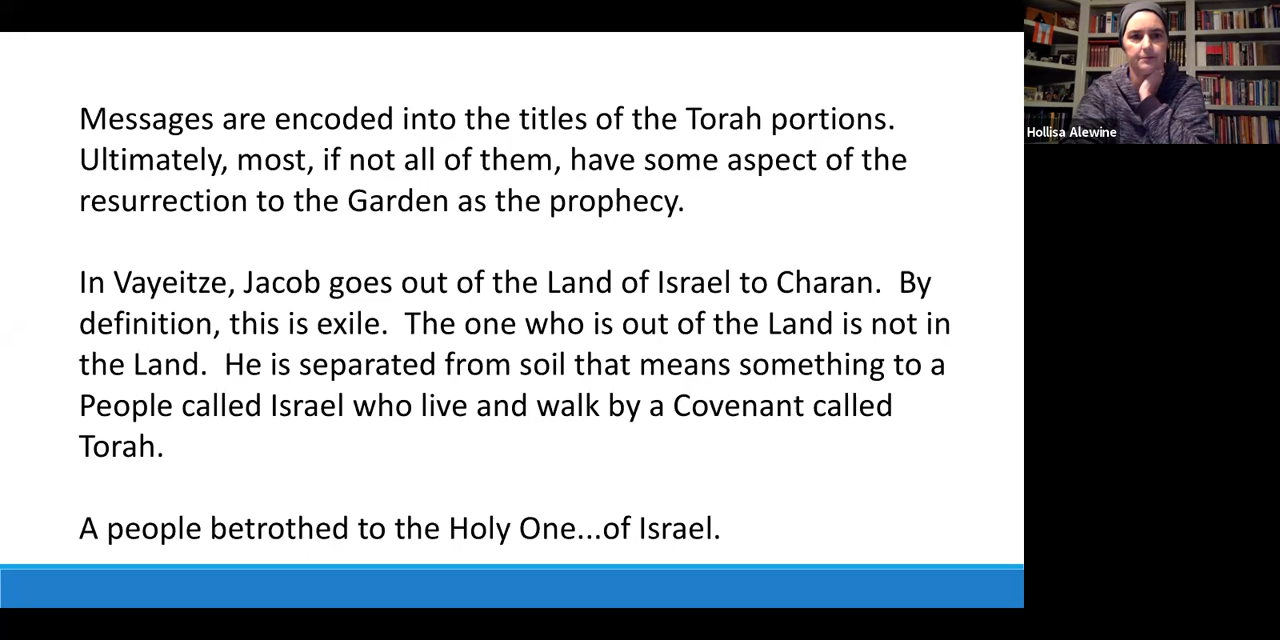 Messages are encoded into the titles of the Torah portions.
Ultimately, most, if not all of them, have some aspect of the
resurrection to the Garden as the prophecy.
In Vayeitze, Jacob goes out of the Land of Israel to Charan.  By
definition, this is exile.  The one who is out of the Land is not in
the Land.  He is separated from soil that means something to a
People called Israel who live and walk by a Covenant called
Torah.
A people betrothed to the Holy One...of Israel.
Hollisa Alewine